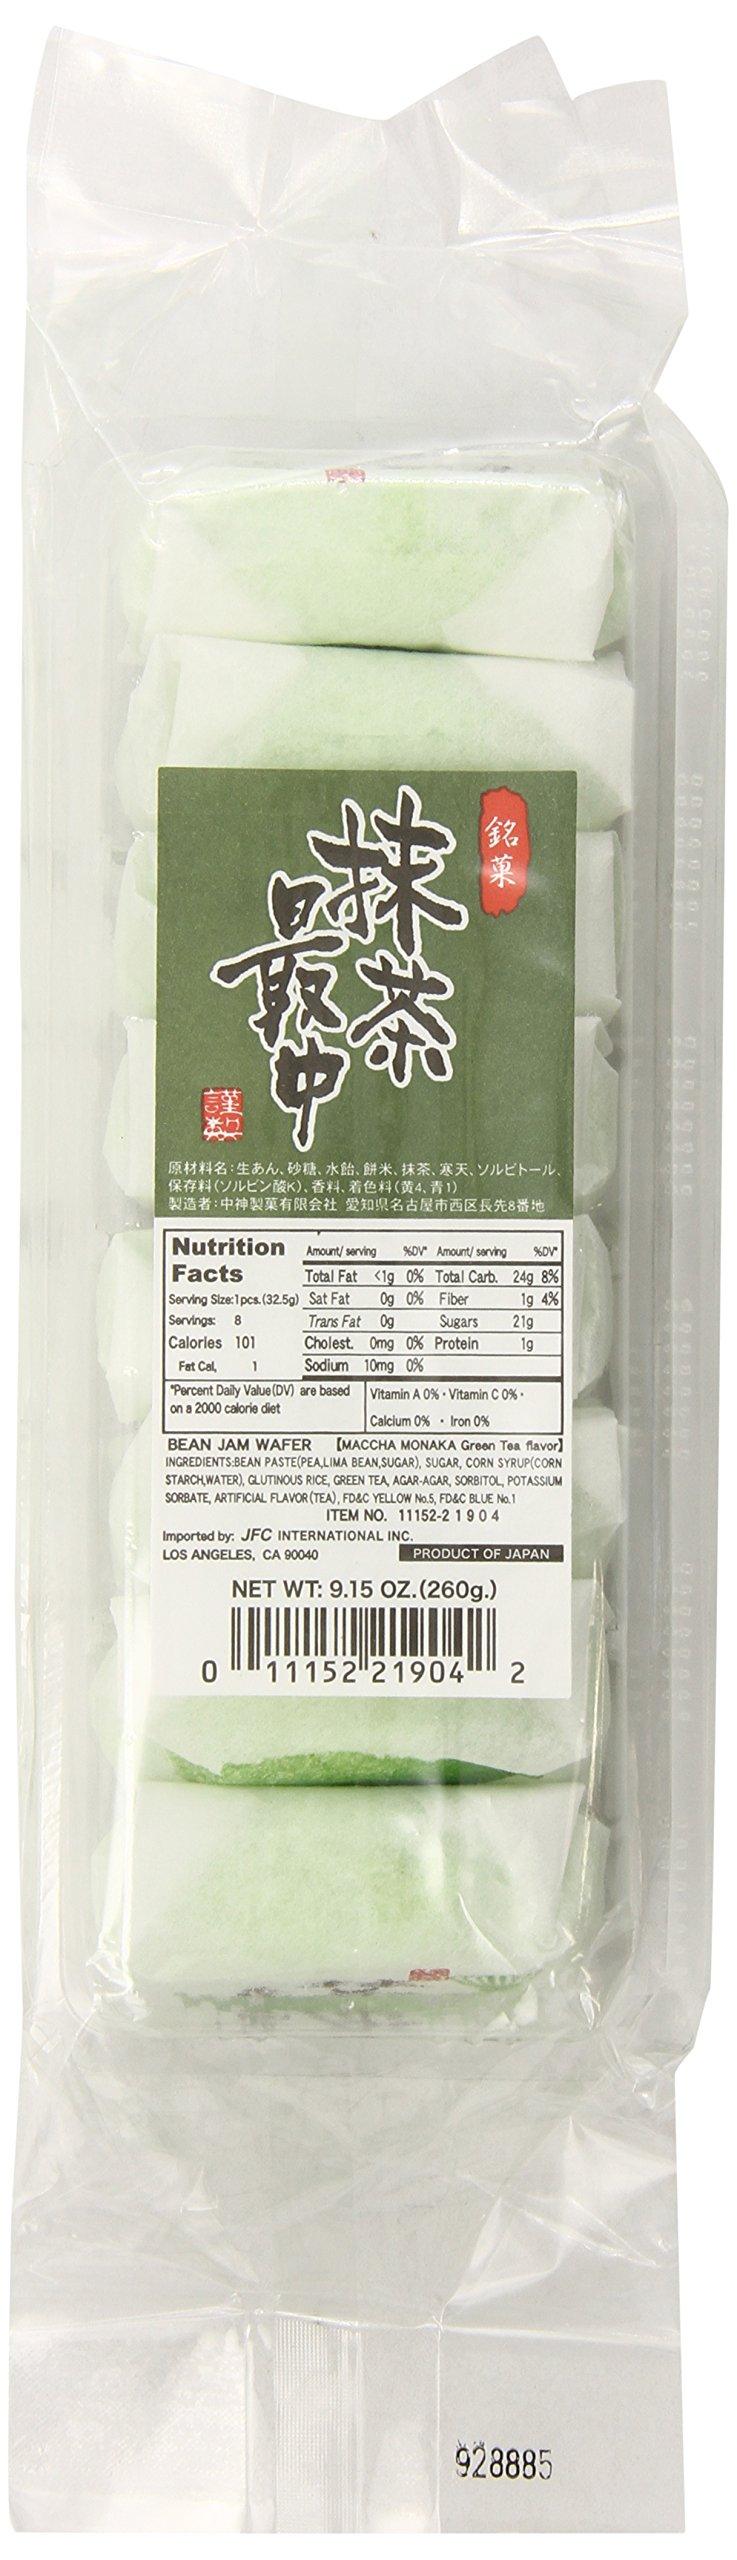 銘菓
抹茶
最中
謹製
原材料名:生あん、砂糖、水飴、餅米、抹茶、寒天、ソルビトール、
保存料(ソルビン酸K)、香料、着色料(黄4、青1)
製造者:中神製菓有限会社 愛知県名古屋市西区長先8番地
Nutrition Facts
Serving Size:1pcs.(32.5g)
Servings: 8
Calories 101
Fat Cal, 1
*Percent Daily Value(DV) are based
on a 2000 calorie diet
Amount/serving %DV* Amount/serving %DV*
Total Fat <1g 0% Total Carb. 24g 8%
Sat Fat 0g 0% Fiber 1g 4%
Trans Fat 0g Sugars 21g
Cholest. 0mg 0% Protein 1g
Sodium 10mg 0%
Vitamin A 0% · Vitamin C 0% ·
Calcium 0% · Iron 0%
BEAN JAM WAFER 【MACCHA MONAKA Green Tea flavor】
INGREDIENTS:BEAN PASTE(PEA,LIMA BEAN,SUGAR), SUGAR, CORN SYRUP(CORN
STARCH,WATER), GLUTINOUS RICE, GREEN TEA, AGAR-AGAR, SORBITOL, POTASSIUM
SORBATE, ARTIFICIAL FLAVOR(TEA), FD&C YELLOW No.5, FD&C BLUE No.1
ITEM NO. 11152-21904
Imported by: JFC INTERNATIONAL INC.
LOS ANGELES, CA 90040 PRODUCT OF JAPAN
NET WT: 9.15 OZ.(260g.)
0 11152 21904 2
928885